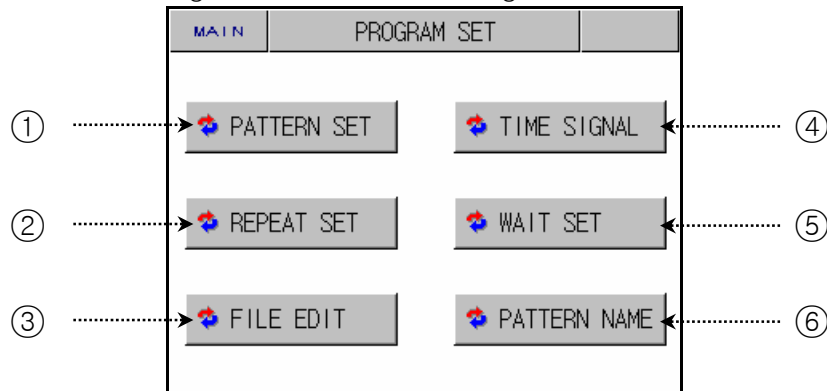 MAIN PROGRAM SET
① PATTERN SET TIME SIGNAL ④
② REPEAT SET WAIT SET ⑤
③ FILE EDIT PATTERN NAME ⑥